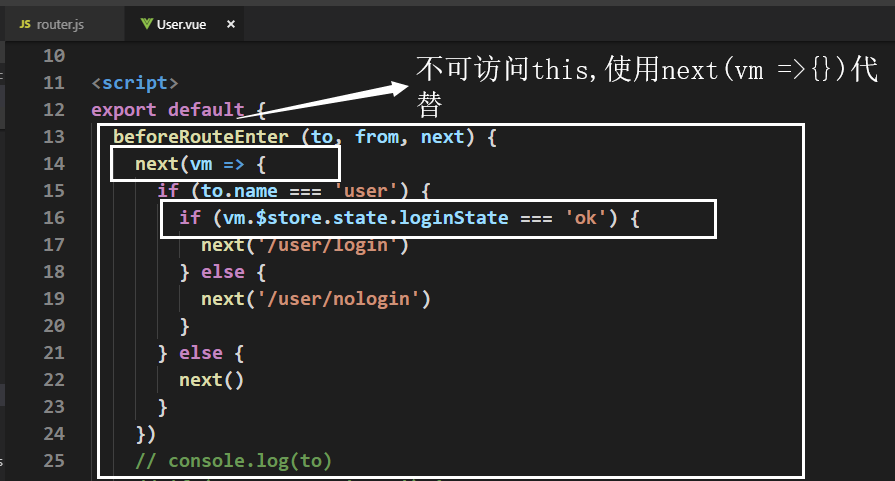 JS router.js User.vue ×
不可访问this,使用next(vm =>{})代
替
10
11 <script>
12 export default {
13 beforeRouteEnter (to, from, next) {
14 next(vm => {
15 if (to.name === 'user') {
16 if (vm.$store.state.loginState === 'ok') {
17 next('/user/login')
18 } else {
19 next('/user/nologin')
20 }
21 } else {
22 next()
23 }
24 })
25 // console.log(to)